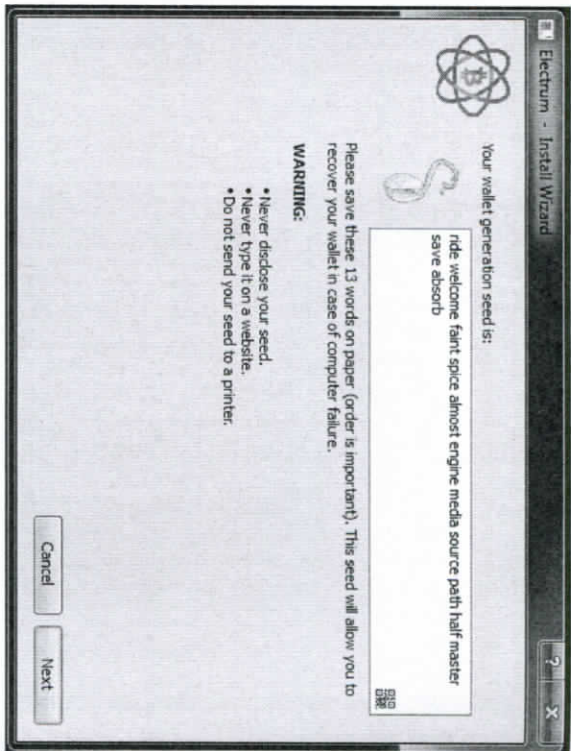 Electrum - Install Wizard
? X
Your wallet generation seed is:
ride welcome faint spice almost engine media source path half master
save absorb
Please save these 13 words on paper (order is important). This seed will allow you to
recover your wallet in case of computer failure.
WARNING:
• Never disclose your seed.
• Never type it on a website.
• Do not send your seed to a printer.
Cancel Next